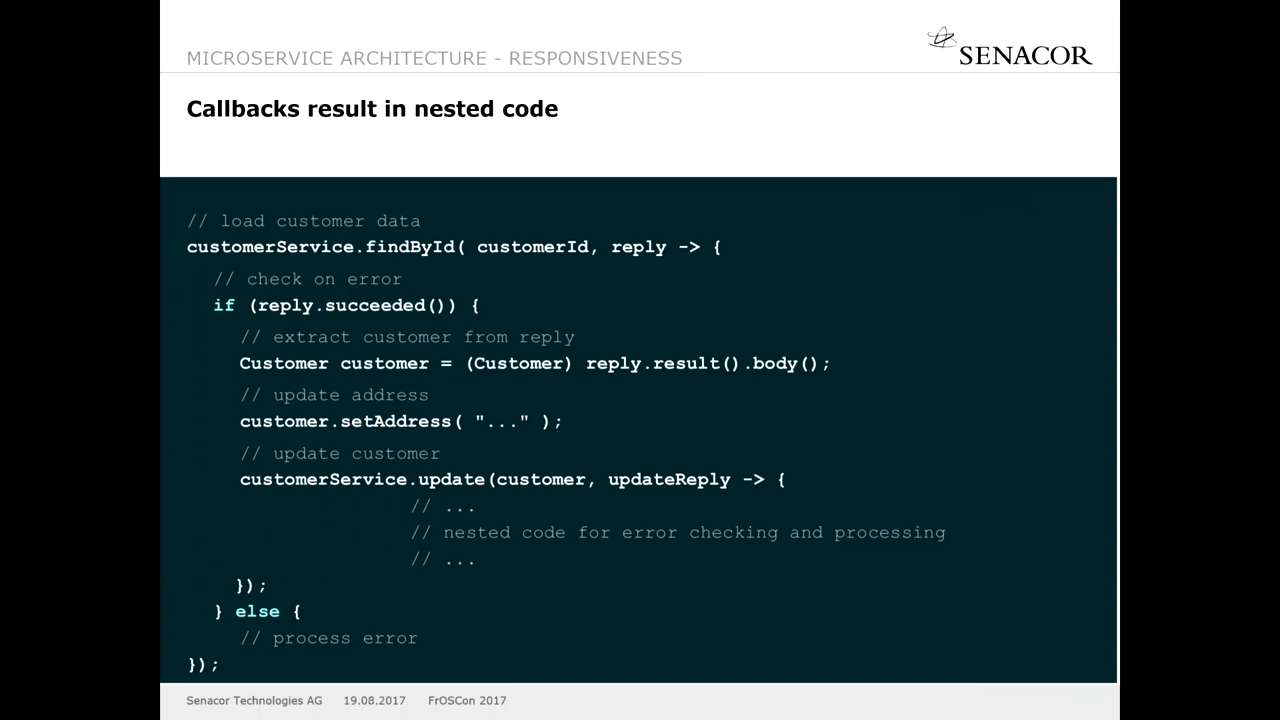 MICROSERVICE ARCHITECTURE - RESPONSIVENESS
SENACOR
Callbacks result in nested code
// load customer data
customerService.findById( customerId, reply -> {
// check on error
if (reply.succeeded()) {
// extract customer from reply
Customer customer = (Customer) reply.result().body();
// update address
customer.setAddress( "..." );
// update customer
customerService.update(customer, updateReply -> {
// ...
// nested code for error checking and processing
// ...
});
} else {
// process error
});
Senacor Technologies AG 19.08.2017 FrOSCon 2017